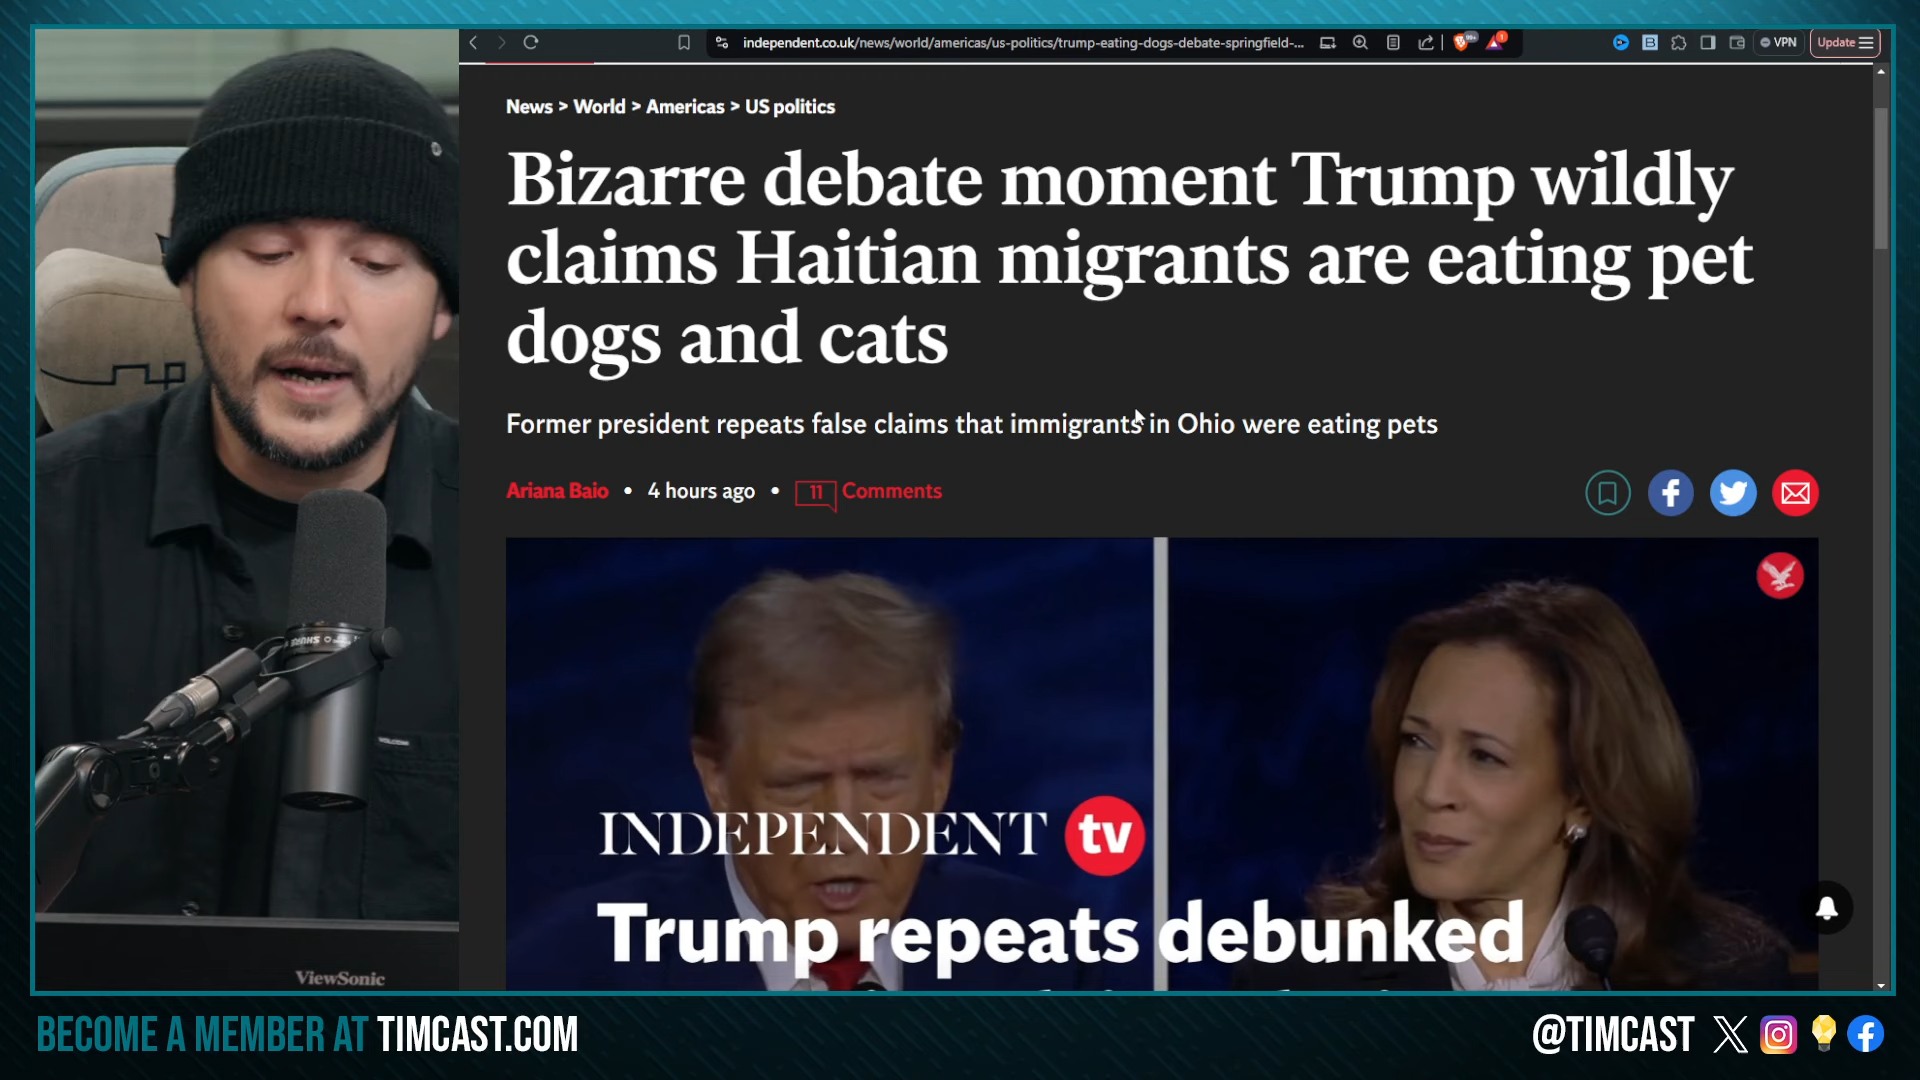 independent.co.uk/news/world/americas/us-politics/trump-eating-dogs-debate-springfield-...
VPN
Update
News > World > Americas > US politics
Bizarre debate moment Trump wildly
claims Haitian migrants are eating pet
dogs and cats
Former president repeats false claims that immigrants in Ohio were eating pets
Ariana Baio • 4 hours ago • 11 Comments
INDEPENDENT tv
Trump repeats debunked
SHURE
ViewSonic
BECOME A MEMBER AT TIMCAST.COM
@TIMCAST